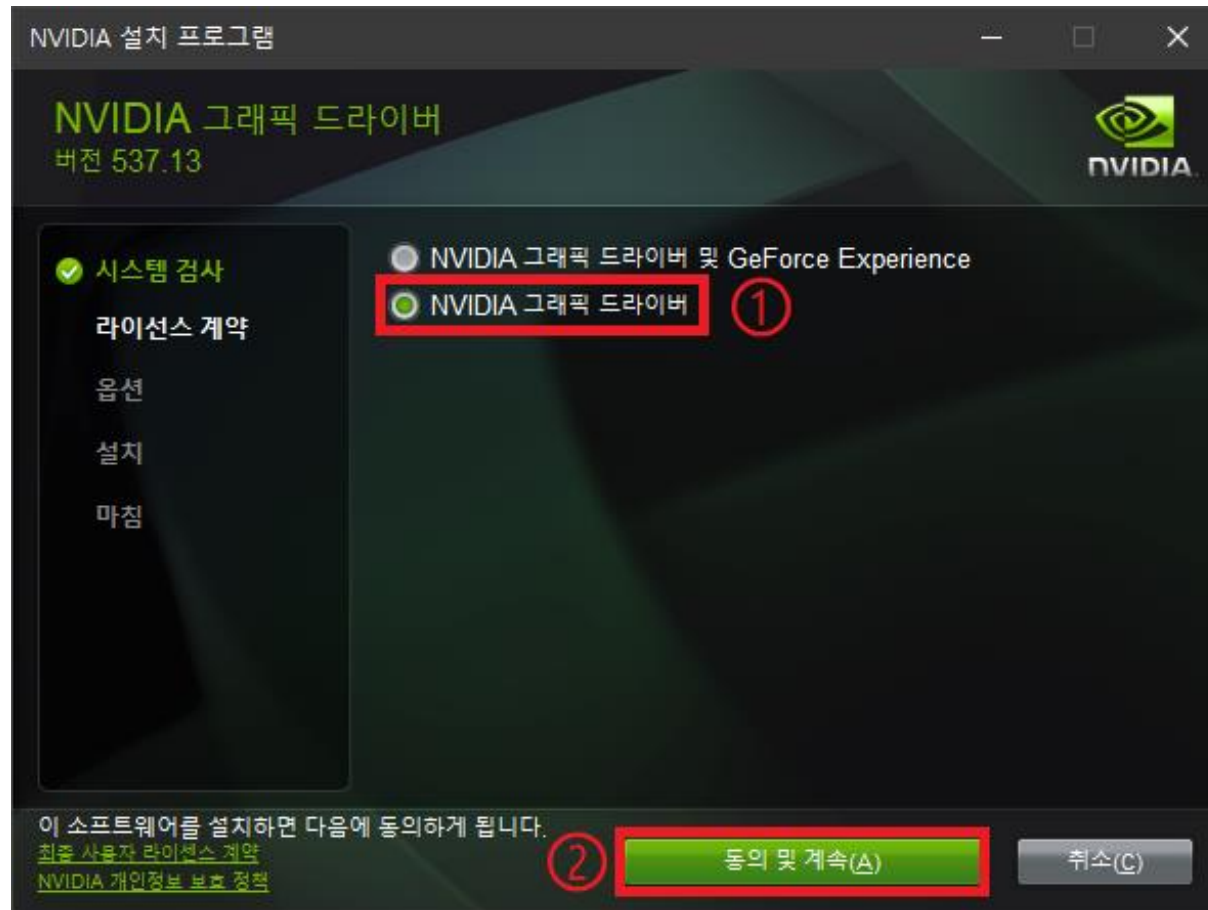 NVIDIA 설치 프로그램
NVIDIA 그래픽 드라이버
버전 537.13
NVIDIA.
시스템 검사
라이선스 계약
옵션
설치
마침
NVIDIA 그래픽 드라이버 및 GeForce Experience
NVIDIA 그래픽 드라이버 ①
이 소프트웨어를 설치하면 다음에 동의하게 됩니다.
최종 사용자 라이센스 계약
NVIDIA 개인정보 보호 정책
② 동의 및 계속(A) 취소(C)